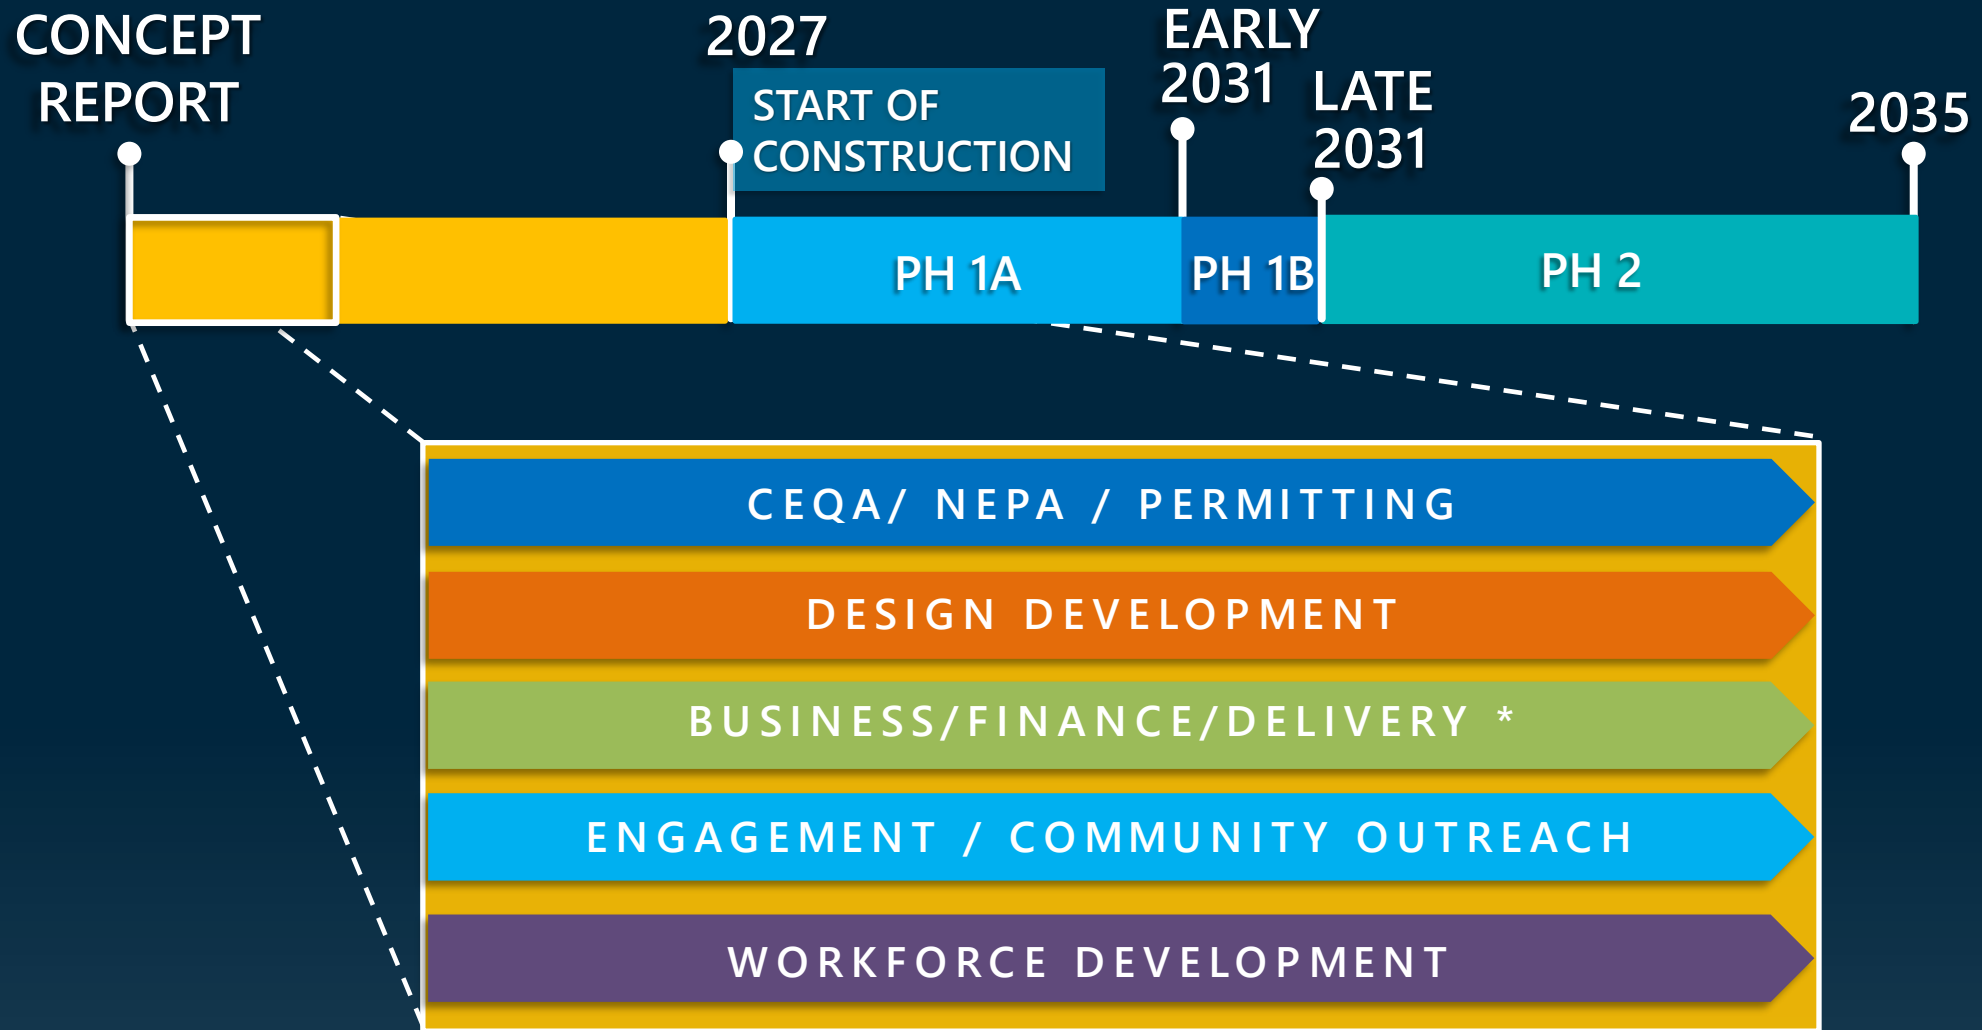 CONCEPT
REPORT
2027
START OF
CONSTRUCTION
EARLY
2031
LATE
2031
2035
PH 1A
PH 1B
PH 2
CEQA/ NEPA / PERMITTING
DESIGN DEVELOPMENT
BUSINESS/FINANCE/DELIVERY *
ENGAGEMENT / COMMUNITY OUTREACH
WORKFORCE DEVELOPMENT